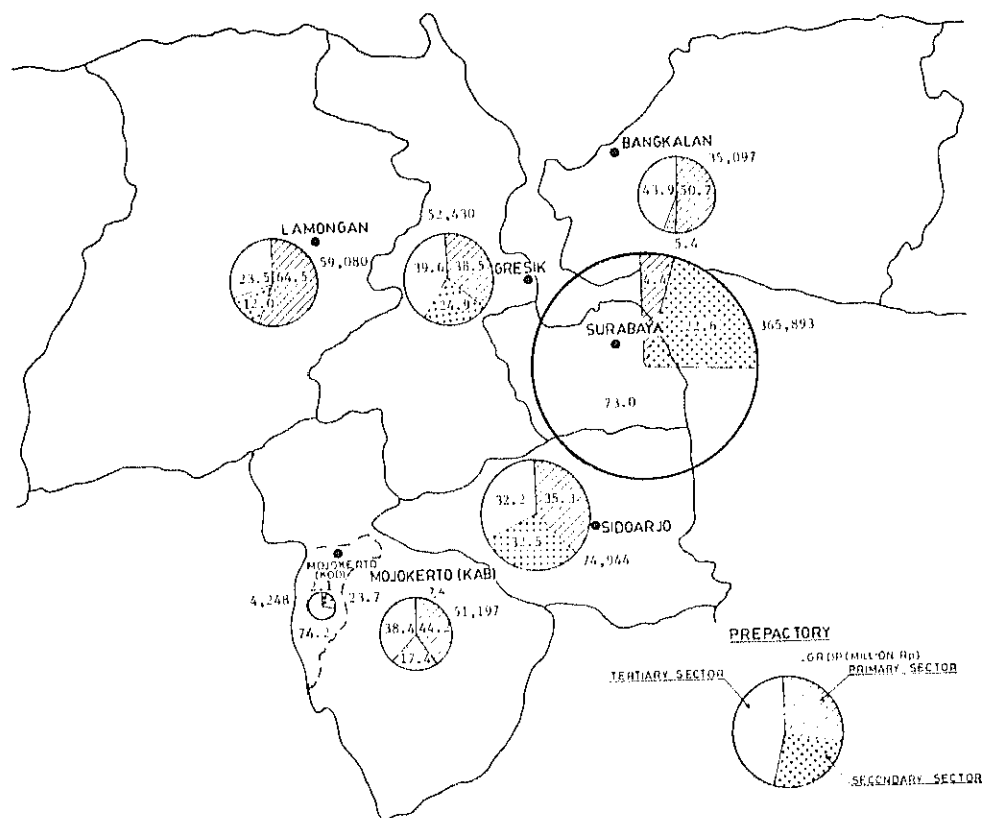 BANGKALAN
35,097
43.9 50.7
5.4
LAMONGAN
59,080
23.5 64.5
12.0
52,430
39.6 38.5
GRESIK
SURABAYA
365,893
73.0
32.2 35.3
SIDOARJO
74,944
MOJOKERTO
4,248
23.7
74.2
MOJOKERTO (KAB)
51,197
38.4
17.4
PREPACTORY
TERTIARY SECTOR
PRIMARY SECTOR
SECONDARY SECTOR